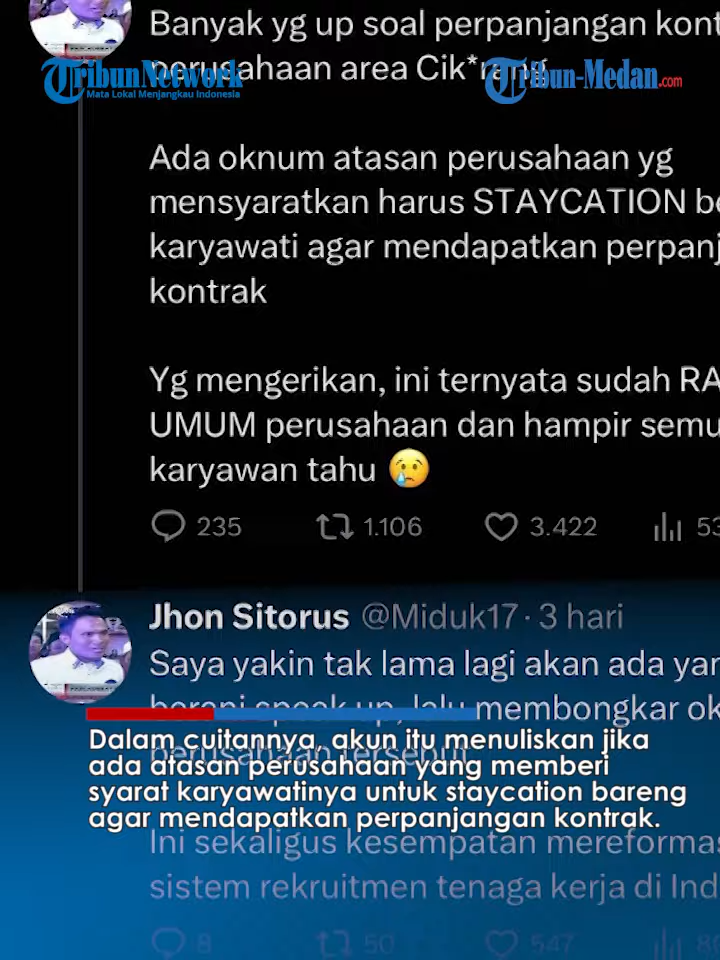 Banyak yg up soal perpanjangan kont
perusahaan area Cik*rang
TribunNetwork
Mata Lokal Menjangkau Indonesia
Tribun-Medan.com
Ada oknum atasan perusahaan yg
mensyaratkan harus STAYCATION be
karyawati agar mendapatkan perpanj
kontrak
Yg mengerikan, ini ternyata sudah RA
UMUM perusahaan dan hampir semu
karyawan tahu 😢
235 1.106 3.422 53
Jhon Sitorus @Miduk17 · 3 hari
Saya yakin tak lama lagi akan ada yan
berani speak up, lalu membongkar ok
perusahaan tersebut
Dalam cuitannya, akun itu menuliskan jika
ada atasan perusahaan yang memberi
syarat karyawatinya untuk staycation bareng
agar mendapatkan perpanjangan kontrak.
Ini sekaligus kesempatan mereformas
sistem rekruitmen tenaga kerja di Ind
8 50 547